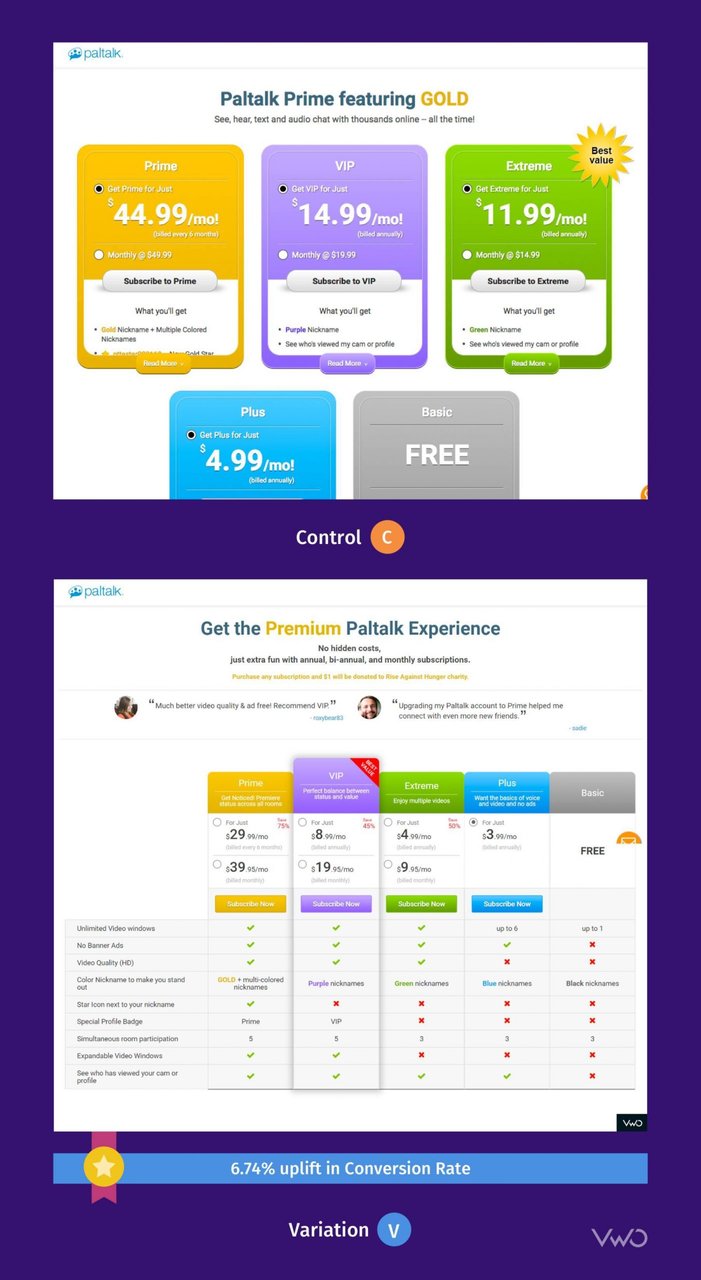 paltalk.
Paltalk Prime featuring GOLD
See, hear, text and audio chat with thousands online – all the time!
Best
value
Prime
Get Prime for Just
$44.99/mo!
(billed every 6 months)
Monthly @ $49.99
Subscribe to Prime
What you'll get
• Gold Nickname + Multiple Colored
Nicknames
Read More
VIP
Get VIP for Just
$14.99/mo!
(billed annually)
Monthly @ $19.99
Subscribe to VIP
What you'll get
• Purple Nickname
• See who's viewed my cam or profile
Read More
Extreme
Get Extreme for Just
$11.99/mo!
(billed annually)
Monthly @ $14.99
Subscribe to Extreme
What you'll get
• Green Nickname
• See who's viewed my cam or profile
Read More
Plus
Get Plus for Just
$4.99/mo!
(billed annually)
Basic
FREE
Control C
paltalk.
Get the Premium Paltalk Experience
No hidden costs,
just extra fun with annual, bi-annual, and monthly subscriptions.
Purchase any subscription and $1 will be donated to Rise Against Hunger charity.
“Much better video quality & ad free! Recommend VIP.”
- roxybear83
“Upgrading my Paltalk account to Prime helped me
connect with even more new friends.”
- sadie
Prime
Get Noticed! Premiere
status across all rooms
For Just
Save
75%
$29.99/mo
(billed every 6 months)
$39.95/mo
(billed monthly)
Subscribe Now
BEST
VALUE
VIP
Perfect balance between
status and value
For Just
Save
45%
$8.99/mo
(billed annually)
$19.95/mo
(billed monthly)
Subscribe Now
Extreme
Enjoy multiple videos
For Just
Save
50%
$4.99/mo
(billed annually)
$9.95/mo
(billed monthly)
Subscribe Now
Plus
Want the basics of voice
and video and no ads
For Just
$3.99/mo
(billed annually)
Subscribe Now
Basic
FREE
Unlimited Video windows ✓ ✓ ✓ up to 6 up to 1
No Banner Ads ✓ ✓ ✓ ✓ ✖
Video Quality (HD) ✓ ✓ ✓ ✖ ✖
Color Nickname to make you stand
out
GOLD + multi-colored
nicknames
Purple nicknames
Green nicknames
Blue nicknames
Black nicknames
Star Icon next to your nickname ✓ ✖ ✖ ✖ ✖
Special Profile Badge Prime VIP ✖ ✖ ✖
Simultaneous room participation 5 5 3 3 3
Expandable Video Windows ✓ ✓ ✖ ✖ ✖
See who has viewed your cam or
profile ✓ ✓ ✓ ✓ ✖
VWO
6.74% uplift in Conversion Rate
Variation V
VWO